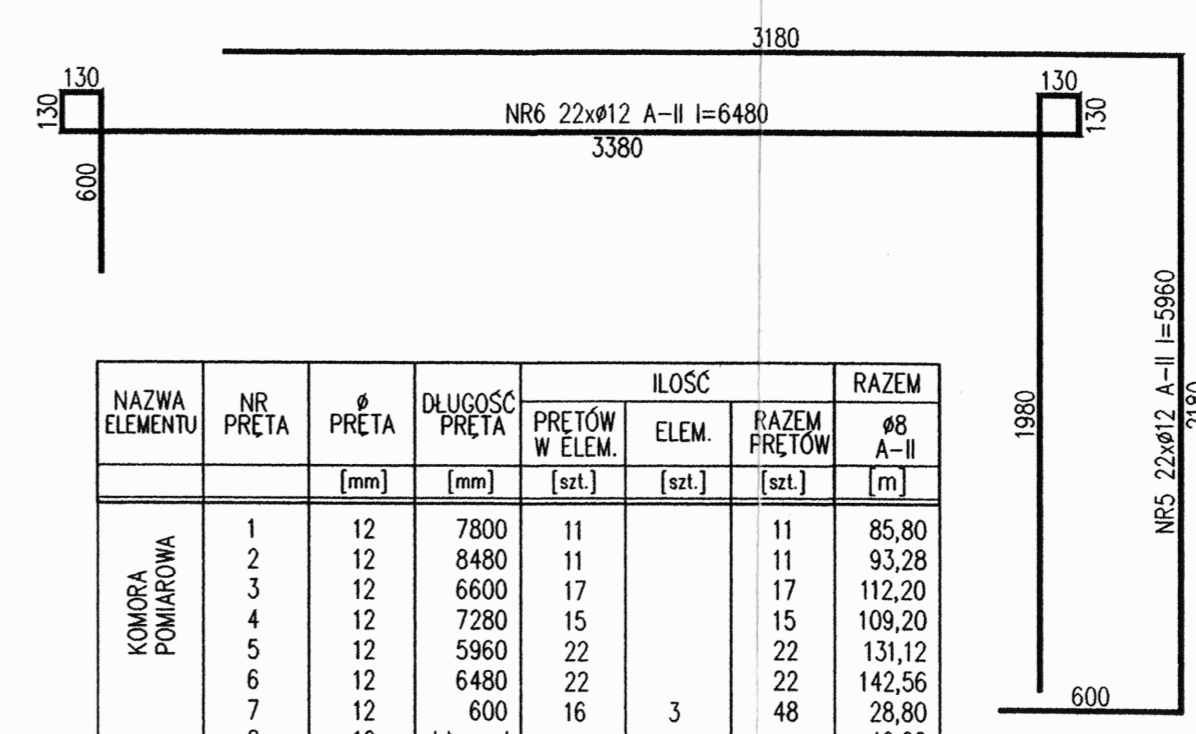 3180
130
130
130
130
NR6 22xø12 A-II l=6480
3380
600
NR5 22xø12 A-II l=5960
2180
1980
600
NAZWA ELEMENTU
NR PRĘTA
ø PRĘTA
DŁUGOŚĆ PRĘTA
ILOŚĆ
RAZEM
PRĘTÓW W ELEM.
ELEM.
RAZEM PRĘTÓW
ø8 A-II
[mm] [mm] [szt.] [szt.] [szt.] [m]
KOMORA POMIAROWA
1 12 7800 11 11 85,80
2 12 8480 11 11 93,28
3 12 6600 17 17 112,20
4 12 7280 15 15 109,20
5 12 5960 22 22 131,12
6 12 6480 22 22 142,56
7 12 600 16 3 48 28,80